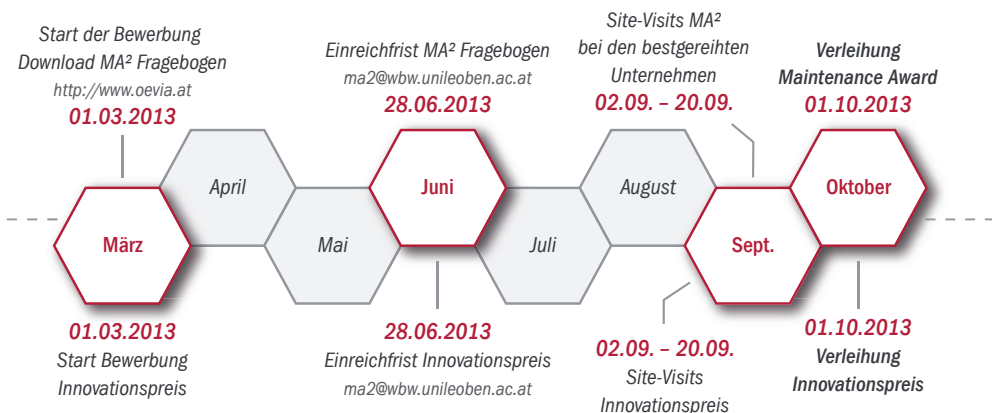 Start der Bewerbung
Download MA² Fragebogen
http://www.oevia.at
01.03.2013
Einreichfrist MA² Fragebogen
ma2@wbw.unileoben.ac.at
28.06.2013
Site-Visits MA²
bei den bestgereihten
Unternehmen
02.09. – 20.09.
Verleihung
Maintenance Award
01.10.2013
März
April
Mai
Juni
Juli
August
Sept.
Oktober
01.03.2013
Start Bewerbung
Innovationspreis
28.06.2013
Einreichfrist Innovationspreis
ma2@wbw.unileoben.ac.at
02.09. – 20.09.
Site-Visits
Innovationspreis
01.10.2013
Verleihung
Innovationspreis